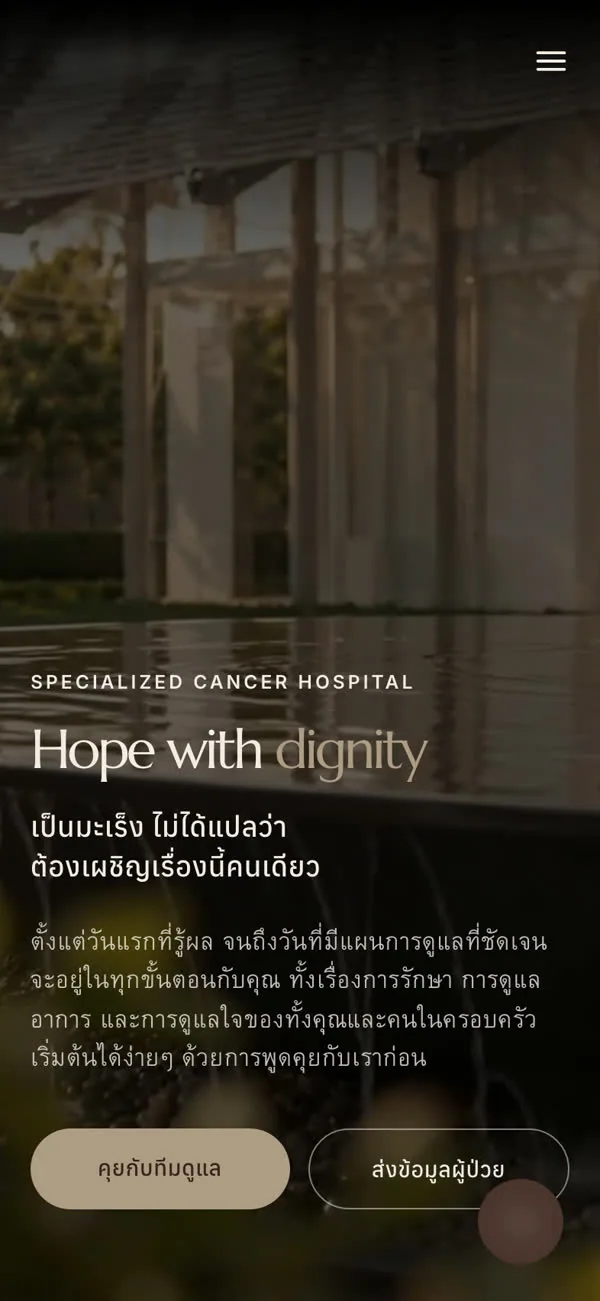 SPECIALIZED CANCER HOSPITAL
Hope with dignity
เป็นมะเร็ง ไม่ได้แปลว่า
ต้องเผชิญเรื่องนี้คนเดียว
ตั้งแต่วันแรกที่รู้ผล จนถึงวันที่มีแผนการดูแลที่ชัดเจน
จะอยู่ในทุกขั้นตอนกับคุณ ทั้งเรื่องการรักษา การดูแล
อาการ และการดูแลใจของทั้งคุณและคนในครอบครัว
เริ่มต้นได้ง่ายๆ ด้วยการพูดคุยกับเราก่อน
คุยกับทีมดูแล
ส่งข้อมูลผู้ป่วย